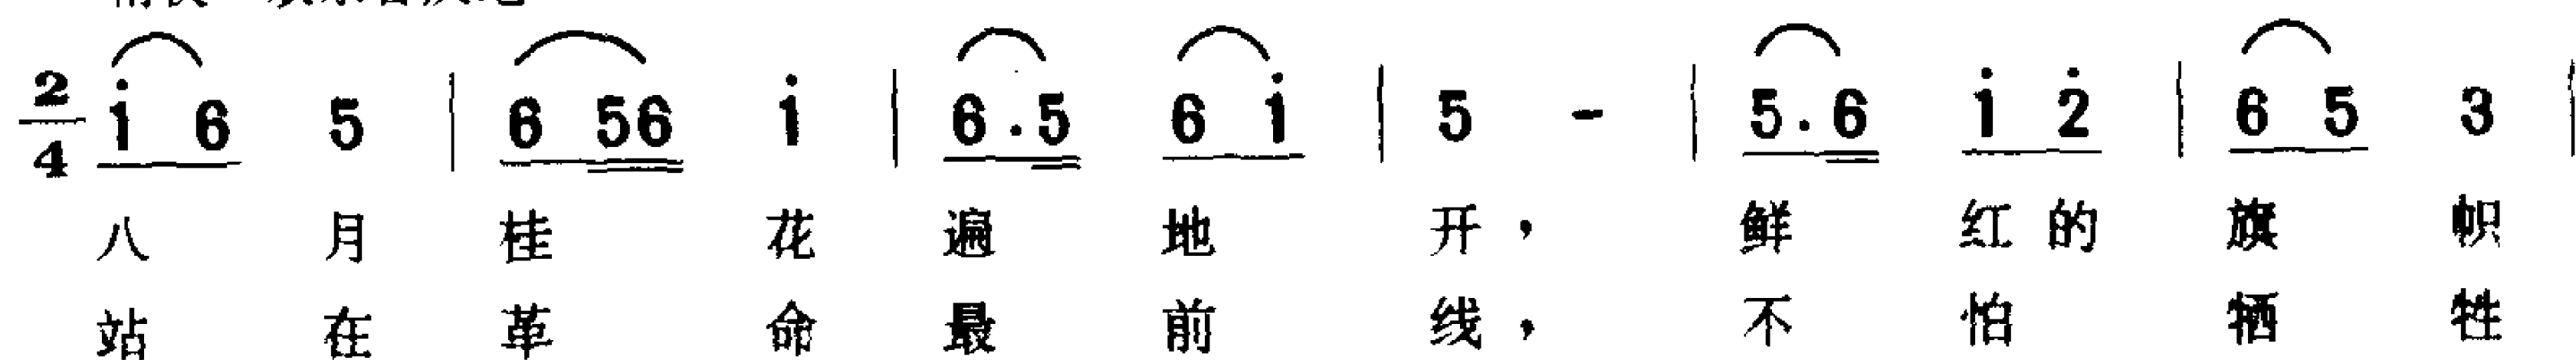 2/4 i 6 5 | 6 56 i | 6.5 6 i | 5 - | 5.6 i 2 | 6 5 3 |
八 月 桂 花 遍 地 开， 鲜 红 的 旗 帜
站 在 革 命 最 前 线， 不 怕 牺 牲